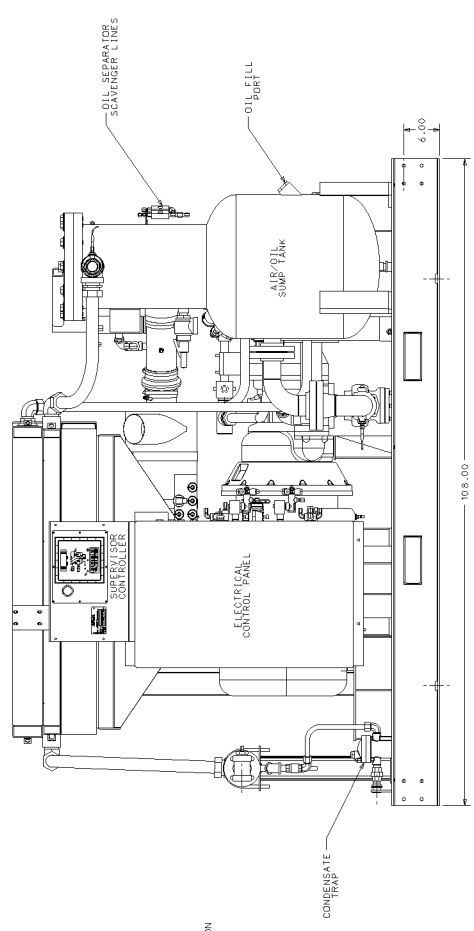 OIL SEPARATOR
SCAVENGER LINES
OIL FILL
PORT
6.00
AIR/OIL
SUMP TANK
108.00
SUPERVISOR
CONTROLLER
ELECTRICAL
CONTROL PANEL
CONDENSATE
TRAP
ON